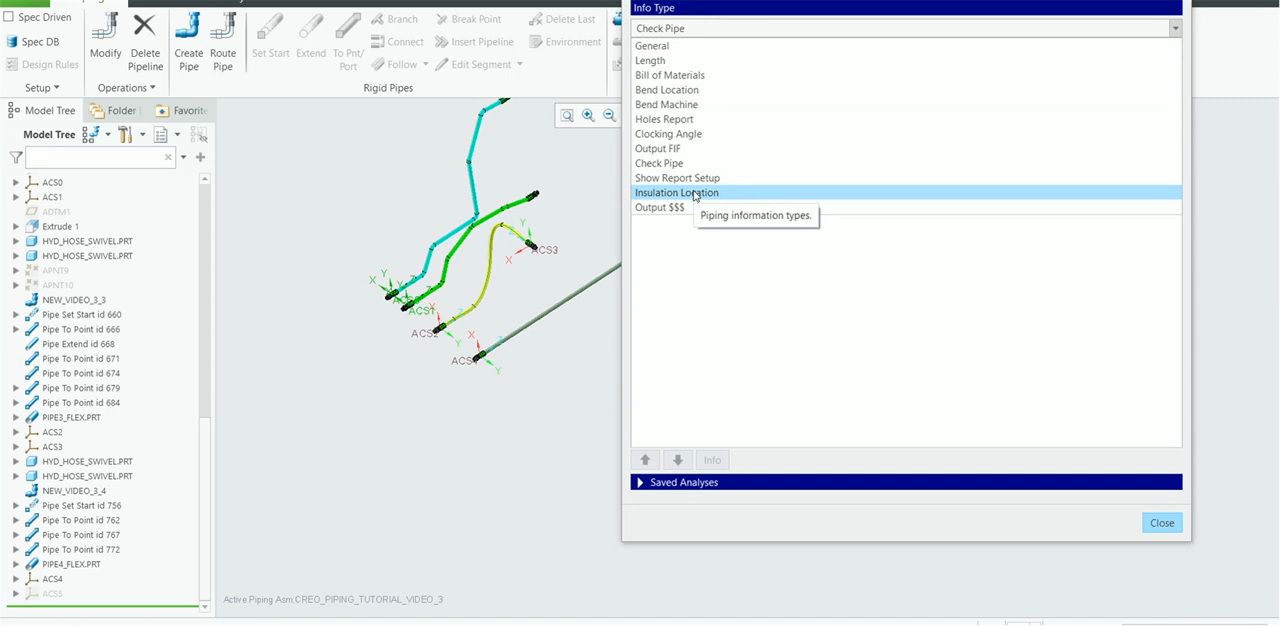 Spec Driven
Spec DB
Design Rules
Setup
Modify
Delete Pipeline
Operations
Create Pipe
Route Pipe
Set Start
Extend
To Pnt/ Port
Branch
Connect
Follow
Break Point
Insert Pipeline
Edit Segment
Delete Last
Environment
Rigid Pipes
Model Tree
Folder
Favorite
Model Tree
ACS0
ACS1
ADTM1
Extrude 1
HYD_HOSE_SWIVEL.PRT
HYD_HOSE_SWIVEL.PRT
APNT9
APNT10
NEW_VIDEO_3_3
Pipe Set Start id 660
Pipe To Point id 666
Pipe Extend id 668
Pipe To Point id 671
Pipe To Point id 674
Pipe To Point id 679
Pipe To Point id 684
PIPE3_FLEX.PRT
ACS2
ACS3
HYD_HOSE_SWIVEL.PRT
HYD_HOSE_SWIVEL.PRT
NEW_VIDEO_3_4
Pipe Set Start id 756
Pipe To Point id 762
Pipe To Point id 767
Pipe To Point id 772
PIPE4_FLEX.PRT
ACS4
ACS5
X
Y
ACS1
Y
X
ACS3
ACS2
Y
X
ACS
Y
Active Piping Asm:CREO_PIPING_TUTORIAL_VIDEO_3
Info Type
Check Pipe
General
Length
Bill of Materials
Bend Location
Bend Machine
Holes Report
Clocking Angle
Output FIF
Check Pipe
Show Report Setup
Insulation Location
Output $$$
Piping information types.
Info
Saved Analyses
Close